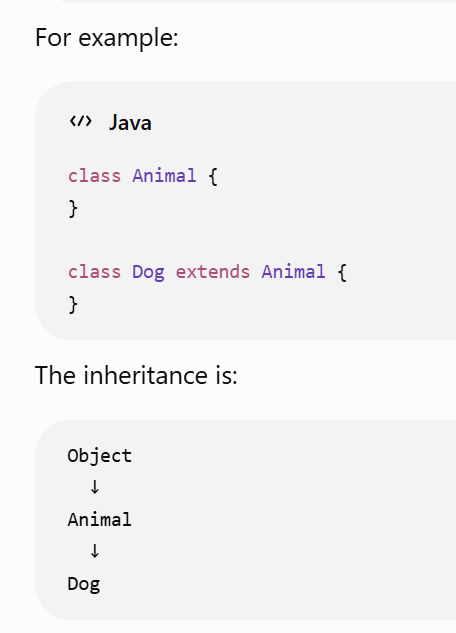 For example:
</> Java
class Animal {
}
class Dog extends Animal {
}
The inheritance is:
Object
↓
Animal
↓
Dog